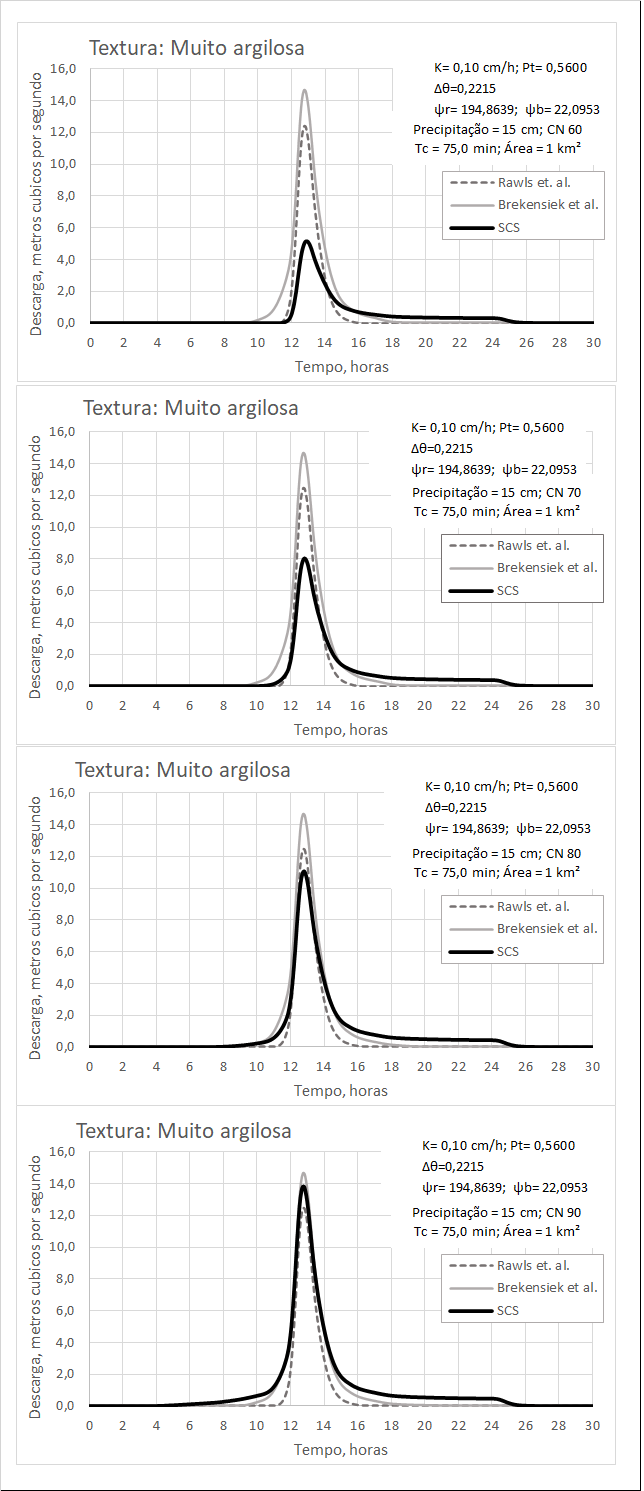 Textura: Muito argilosa
K= 0,10 cm/h; Pt= 0,5600
Δθ=0,2215
ψr= 194,8639; ψb= 22,0953
Precipitação = 15 cm; CN 60
Tc = 75,0 min; Área = 1 km²
Rawls et. al.
Brekensiek et al.
SCS
Descarga, metros cubicos por segundo
16,0
14,0
12,0
10,0
8,0
6,0
4,0
2,0
0,0
0 2 4 6 8 10 12 14 16 18 20 22 24 26 28 30
Tempo, horas
Textura: Muito argilosa
K= 0,10 cm/h; Pt= 0,5600
Δθ=0,2215
ψr= 194,8639; ψb= 22,0953
Precipitação = 15 cm; CN 70
Tc = 75,0 min; Área = 1 km²
Rawls et. al.
Brekensiek et al.
SCS
Descarga, metros cubicos por segundo
16,0
14,0
12,0
10,0
8,0
6,0
4,0
2,0
0,0
0 2 4 6 8 10 12 14 16 18 20 22 24 26 28 30
Tempo, horas
Textura: Muito argilosa
K= 0,10 cm/h; Pt= 0,5600
Δθ=0,2215
ψr= 194,8639; ψb= 22,0953
Precipitação = 15 cm; CN 80
Tc = 75,0 min; Área = 1 km²
Rawls et. al.
Brekensiek et al.
SCS
Descarga, metros cubicos por segundo
16,0
14,0
12,0
10,0
8,0
6,0
4,0
2,0
0,0
0 2 4 6 8 10 12 14 16 18 20 22 24 26 28 30
Tempo, horas
Textura: Muito argilosa
K= 0,10 cm/h; Pt= 0,5600
Δθ=0,2215
ψr= 194,8639; ψb= 22,0953
Precipitação = 15 cm; CN 90
Tc = 75,0 min; Área = 1 km²
Rawls et. al.
Brekensiek et al.
SCS
Descarga, metros cubicos por segundo
16,0
14,0
12,0
10,0
8,0
6,0
4,0
2,0
0,0
0 2 4 6 8 10 12 14 16 18 20 22 24 26 28 30
Tempo, horas